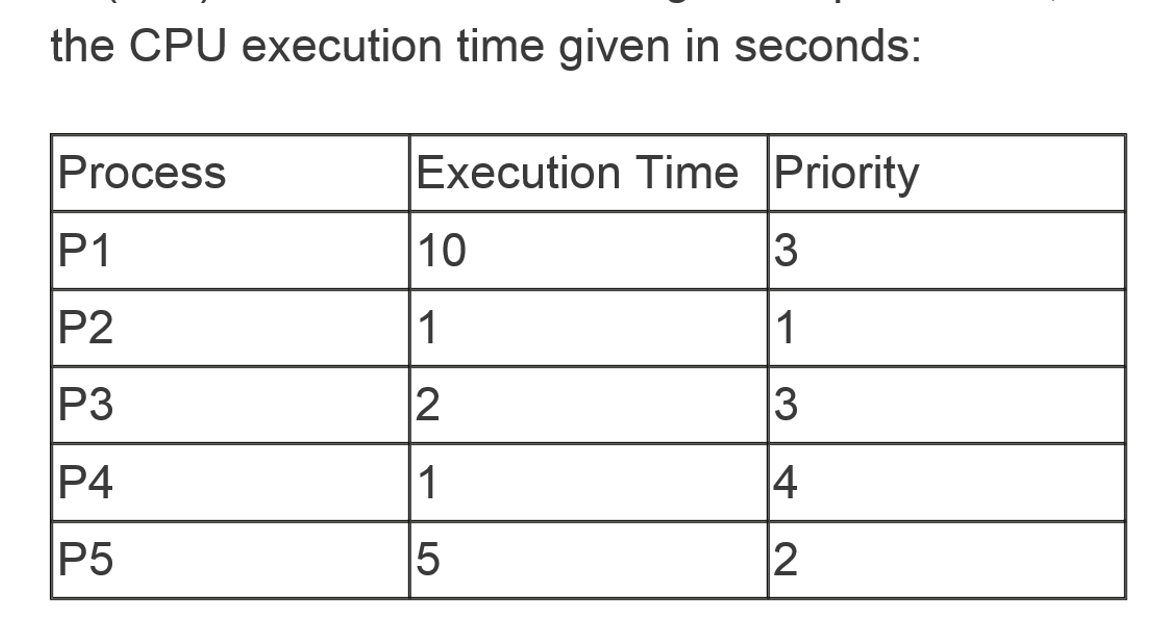 the CPU execution time given in seconds:
Process Execution Time Priority
P1 10 3
P2 1 1
P3 2 3
P4 1 4
P5 5 2